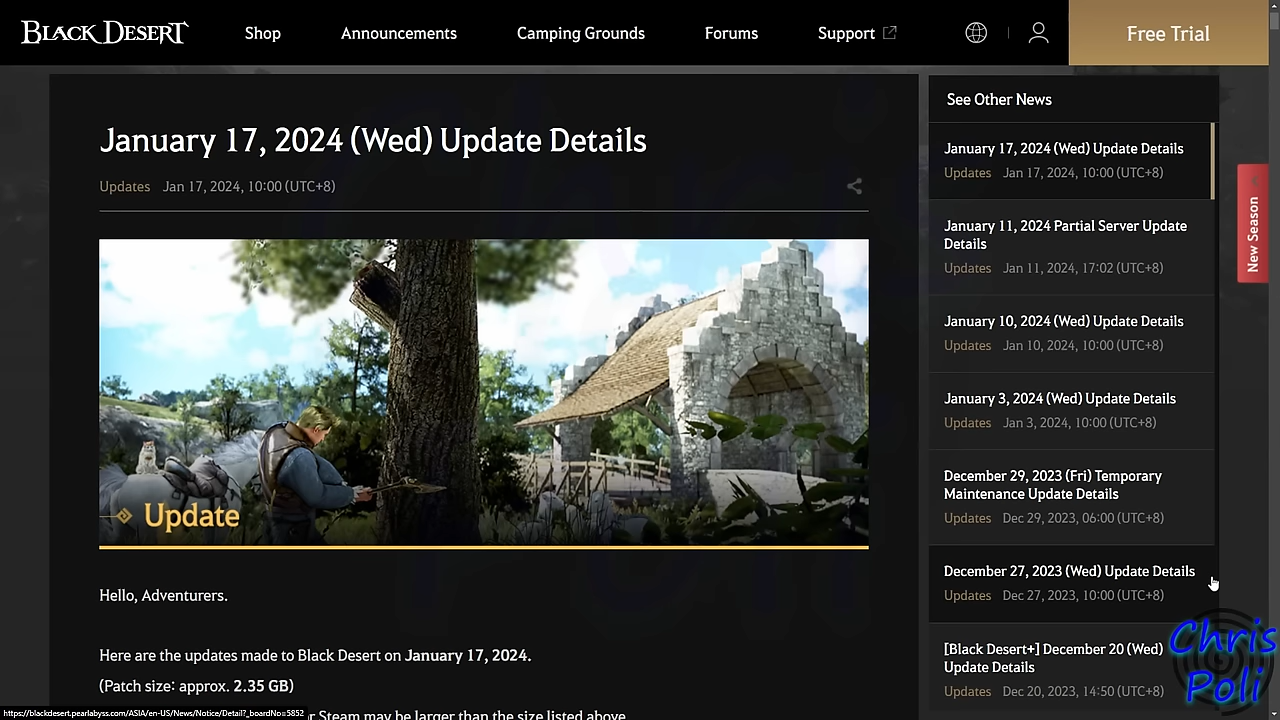 BLACK DESERT
Shop
Announcements
Camping Grounds
Forums
Support
Free Trial
January 17, 2024 (Wed) Update Details
Updates Jan 17, 2024, 10:00 (UTC+8)
Update
Hello, Adventurers.
Here are the updates made to Black Desert on January 17, 2024.
(Patch size: approx. 2.35 GB)
r Steam may be larger than the size listed above
See Other News
January 17, 2024 (Wed) Update Details
Updates Jan 17, 2024, 10:00 (UTC+8)
January 11, 2024 Partial Server Update
Details
Updates Jan 11, 2024, 17:02 (UTC+8)
January 10, 2024 (Wed) Update Details
Updates Jan 10, 2024, 10:00 (UTC+8)
January 3, 2024 (Wed) Update Details
Updates Jan 3, 2024, 10:00 (UTC+8)
December 29, 2023 (Fri) Temporary
Maintenance Update Details
Updates Dec 29, 2023, 06:00 (UTC+8)
December 27, 2023 (Wed) Update Details
Updates Dec 27, 2023, 10:00 (UTC+8)
[Black Desert+] December 20 (Wed)
Update Details
Updates Dec 20, 2023, 14:50 (UTC+8)
New Season
Chris
Poli
https://blackdesert.pearlabyss.com/ASIA/en-US/News/Notice/Detail?_boardNo=5852